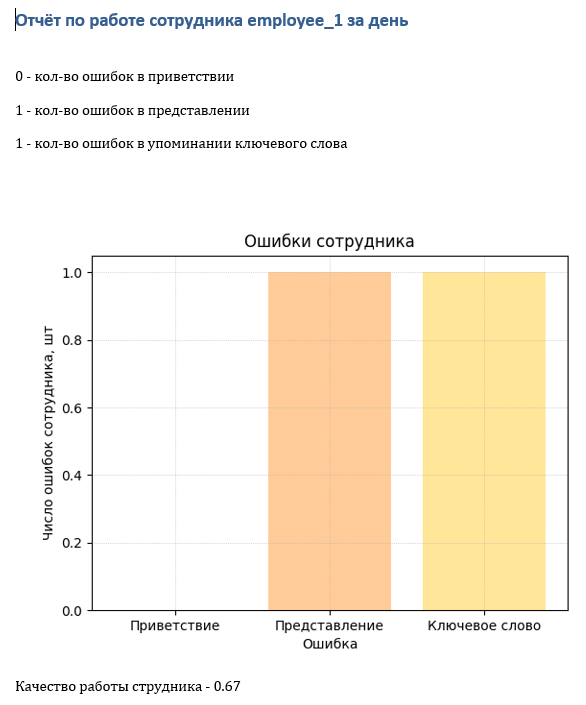 Отчёт по работе сотрудника employee_1 за день
0 - кол-во ошибок в приветствии
1 - кол-во ошибок в представлении
1 - кол-во ошибок в упоминании ключевого слова
Ошибки сотрудника
Число ошибок сотрудника, шт
1.0
0.8
0.6
0.4
0.2
0.0
Приветствие Представление Ключевое слово
Ошибка
Качество работы струдника - 0.67